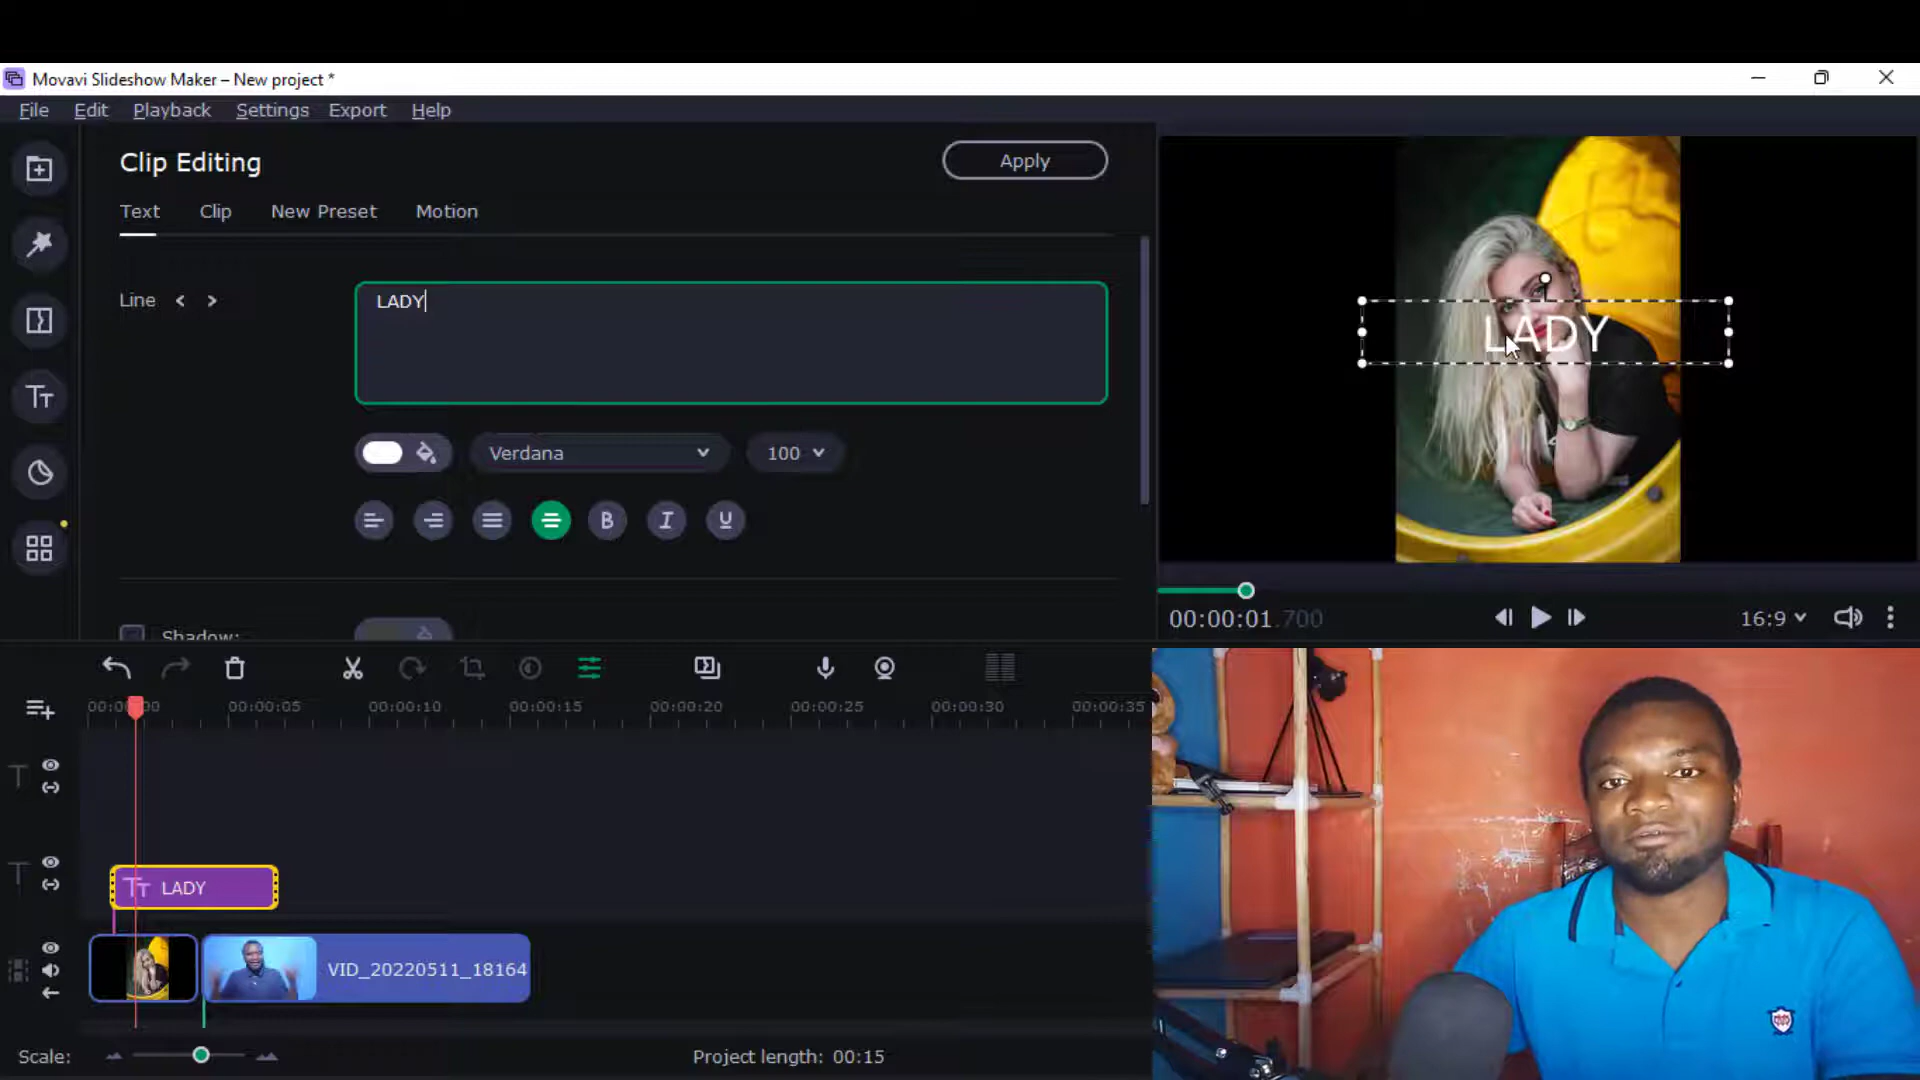 Movavi Slideshow Maker – New project *
File Edit Playback Settings Export Help
Clip Editing
Apply
Text Clip New Preset Motion
Line < >
LADY
LADY
Verdana 100
B I U
Shadow:
00:00:01.700
16:9
00:00:05 00:00:10 00:00:15 00:00:20 00:00:25 00:00:30 00:00:35
LADY
VID_20220511_18164
Scale:
Project length: 00:15